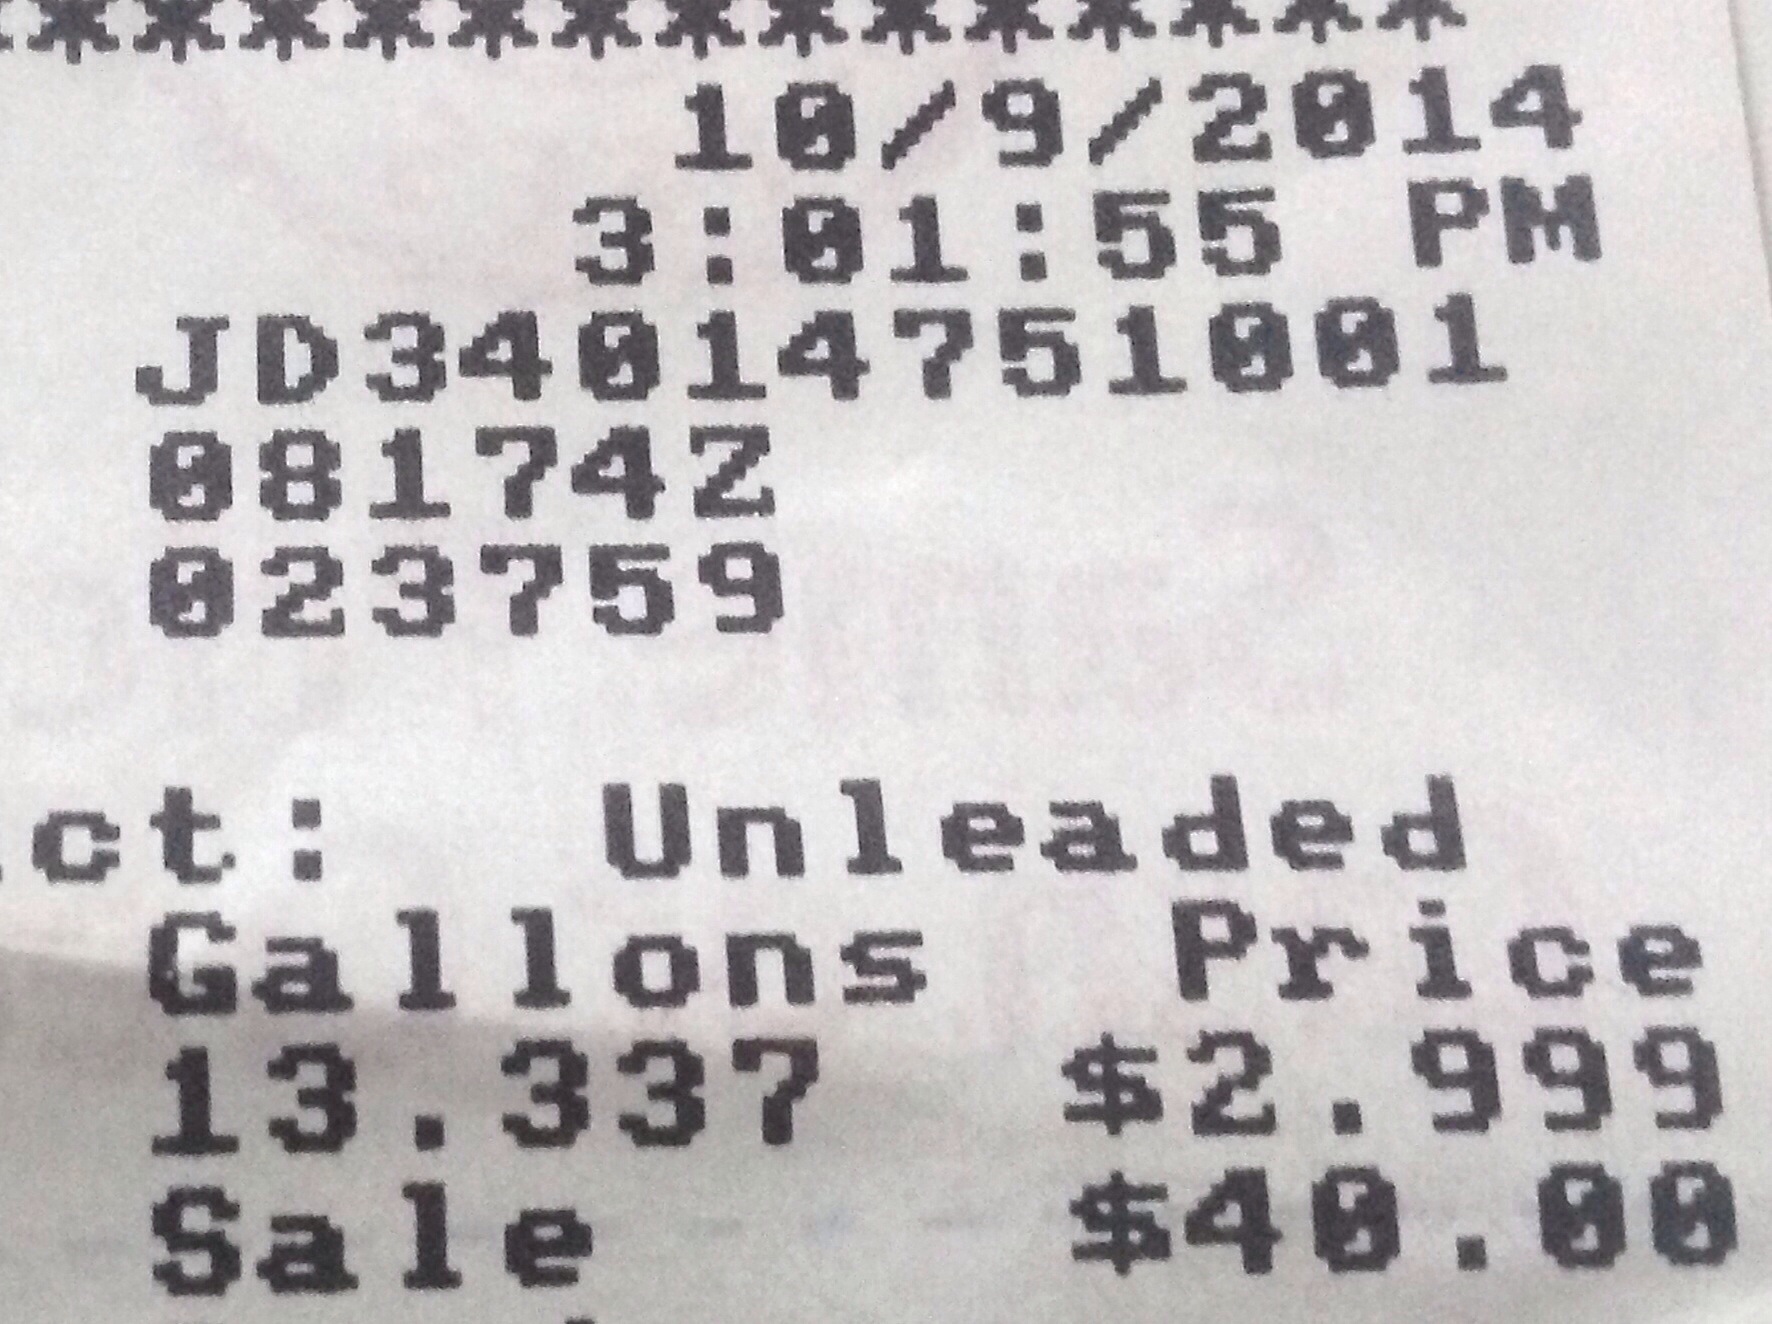 ****************
10/9/2014
3:01:55 PM
JD34014751001
08174Z
023759
ct: Unleaded
Gallons Price
13.337 $2.999
Sale $40.00